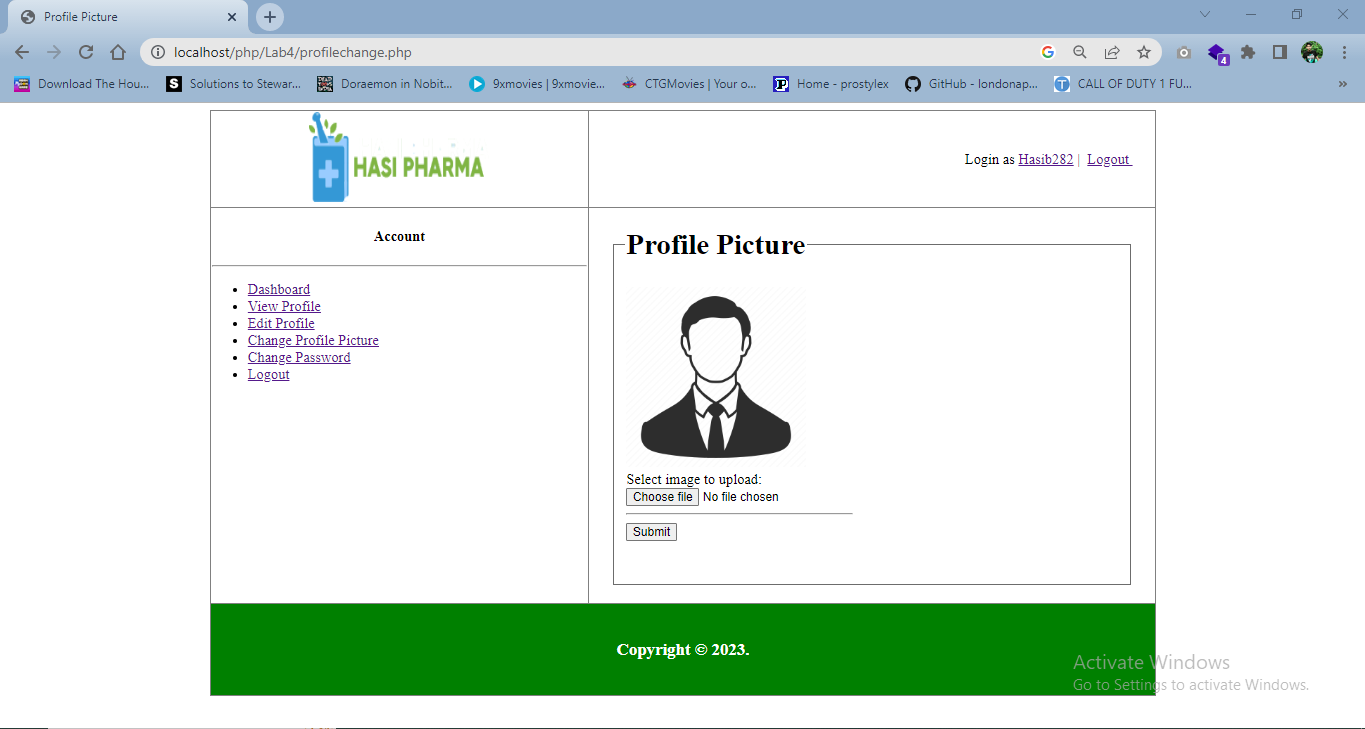 Profile Picture
localhost/php/Lab4/profilechange.php
4
Download The Hou...
Solutions to Stewar...
Doraemon in Nobit...
9xmovies | 9xmovie...
CTGMovies | Your o...
Home - prostylex
GitHub - londonap...
CALL OF DUTY 1 FU...
HASI PHARMA
Login as Hasib282 | Logout
Account
Dashboard
View Profile
Edit Profile
Change Profile Picture
Change Password
Logout
Profile Picture
Select image to upload:
Choose file No file chosen
Submit
Copyright © 2023.
Activate Windows
Go to Settings to activate Windows.